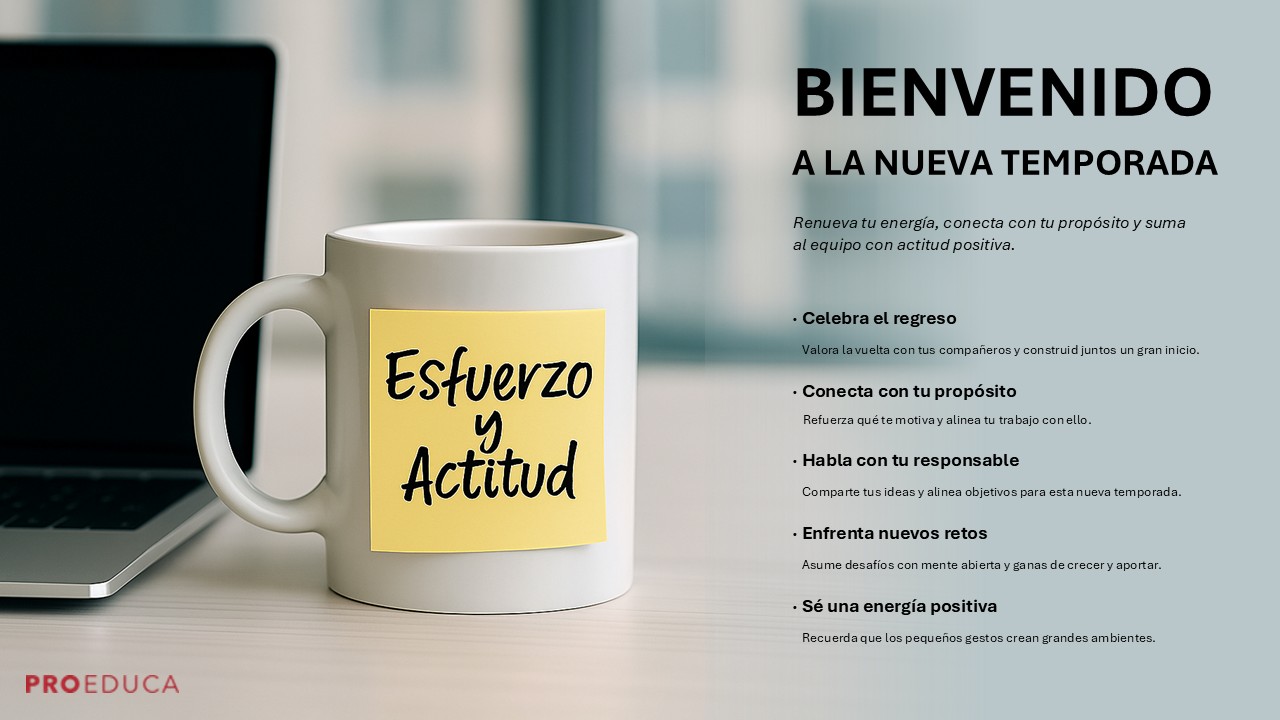 BIENVENIDO
A LA NUEVA TEMPORADA
Renueva tu energía, conecta con tu propósito y suma
al equipo con actitud positiva.
Esfuerzo
y
Actitud
• Celebra el regreso
Valora la vuelta con tus compañeros y construid juntos un gran inicio.
• Conecta con tu propósito
Refuerza qué te motiva y alinea tu trabajo con ello.
• Habla con tu responsable
Comparte tus ideas y alinea objetivos para esta nueva temporada.
• Enfrenta nuevos retos
Asume desafíos con mente abierta y ganas de crecer y aportar.
• Sé una energía positiva
Recuerda que los pequeños gestos crean grandes ambientes.
PROEDUCA